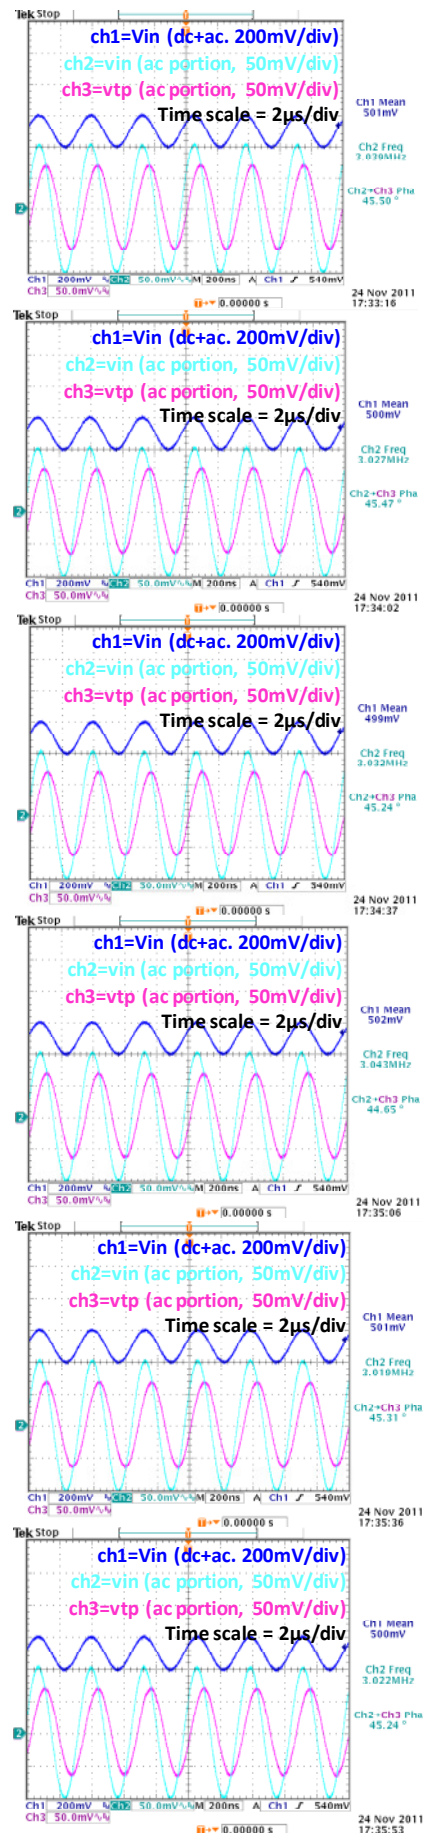 Tek Stop
ch1=Vin (dc+ac. 200mV/div)
ch2=vin (ac portion, 50mV/div)
ch3=vtp (ac portion, 50mV/div)
Time scale = 2µs/div
Ch1 Mean
501mV
Ch2 Freq
3.039MHz
Ch2→Ch3 Pha
45.50 °
2
Ch1 200mV Ch2 50.0mV M 200ns A Ch1 540mV
Ch3 50.0mV
0.00000 s
24 Nov 2011
17:33:16
Tek Stop
ch1=Vin (dc+ac. 200mV/div)
ch2=vin (ac portion, 50mV/div)
ch3=vtp (ac portion, 50mV/div)
Time scale = 2µs/div
Ch1 Mean
500mV
Ch2 Freq
3.027MHz
Ch2→Ch3 Pha
45.47 °
2
Ch1 200mV Ch2 50.0mV M 200ns A Ch1 540mV
Ch3 50.0mV
0.00000 s
24 Nov 2011
17:34:02
Tek Stop
ch1=Vin (dc+ac. 200mV/div)
ch2=vin (ac portion, 50mV/div)
ch3=vtp (ac portion, 50mV/div)
Time scale = 2µs/div
Ch1 Mean
499mV
Ch2 Freq
3.032MHz
Ch2→Ch3 Pha
45.24 °
2
Ch1 200mV Ch2 50.0mV M 200ns A Ch1 540mV
Ch3 50.0mV
0.00000 s
24 Nov 2011
17:34:37
Tek Stop
ch1=Vin (dc+ac. 200mV/div)
ch2=vin (ac portion, 50mV/div)
ch3=vtp (ac portion, 50mV/div)
Time scale = 2µs/div
Ch1 Mean
502mV
Ch2 Freq
3.043MHz
Ch2→Ch3 Pha
44.65 °
2
Ch1 200mV Ch2 50.0mV M 200ns A Ch1 540mV
Ch3 50.0mV
0.00000 s
24 Nov 2011
17:35:06
Tek Stop
ch1=Vin (dc+ac. 200mV/div)
ch2=vin (ac portion, 50mV/div)
ch3=vtp (ac portion, 50mV/div)
Time scale = 2µs/div
Ch1 Mean
501mV
Ch2 Freq
Ch2→Ch3 Pha
45.31 °
2
Ch1 200mV Ch2 50.0mV M 200ns A Ch1 540mV
Ch3 50.0mV
0.00000 s
24 Nov 2011
17:35:36
Tek Stop
ch1=Vin (dc+ac. 200mV/div)
ch2=vin (ac portion, 50mV/div)
ch3=vtp (ac portion, 50mV/div)
Time scale = 2µs/div
Ch1 Mean
500mV
Ch2 Freq
3.022MHz
Ch2→Ch3 Pha
45.24 °
2
Ch1 200mV Ch2 50.0mV M 200ns A Ch1 540mV
Ch3 50.0mV
0.00000 s
24 Nov 2011
17:35:53